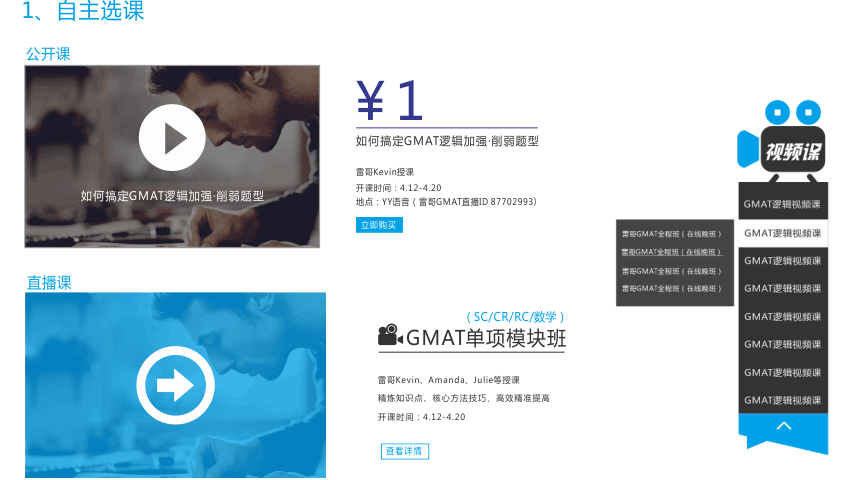 1、自主选课
公开课
如何搞定GMAT逻辑加强·削弱题型
¥1
如何搞定GMAT逻辑加强·削弱题型
雷哥Kevin授课
开课时间：4.12-4.20
地点：YY语音（雷哥GMAT直播ID 87702993）
立即购买
直播课
（SC/CR/RC/数学）
GMAT单项模块班
雷哥Kevin、Amanda、Julie等授课
精炼知识点、核心方法技巧、高效精准提高
开课时间：4.12-4.20
查看详情
雷哥GMAT全程班（在线晚班）
雷哥GMAT全程班（在线晚班）
雷哥GMAT全程班（在线晚班）
雷哥GMAT全程班（在线晚班）
视频课
GMAT逻辑视频课
GMAT逻辑视频课
GMAT逻辑视频课
GMAT逻辑视频课
GMAT逻辑视频课
GMAT逻辑视频课
GMAT逻辑视频课
GMAT逻辑视频课